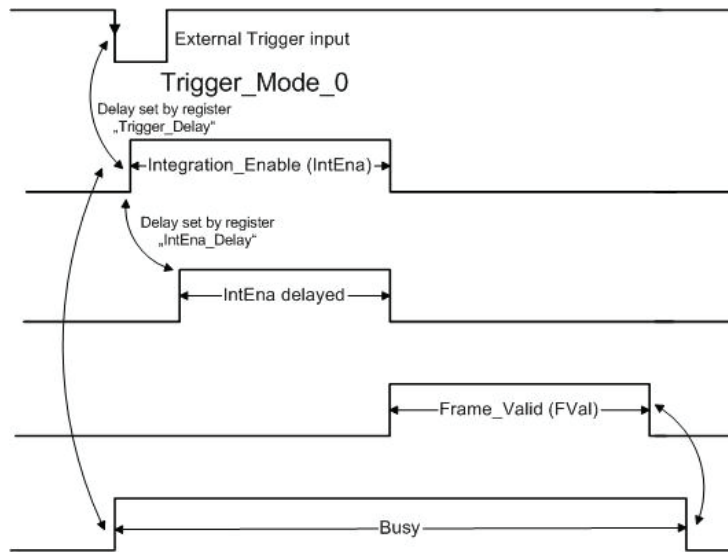 External Trigger input
Trigger_Mode_0
Delay set by register
„Trigger_Delay“
Integration_Enable (IntEna)
Delay set by register
„IntEna_Delay“
IntEna delayed
Frame_Valid (FVal)
Busy